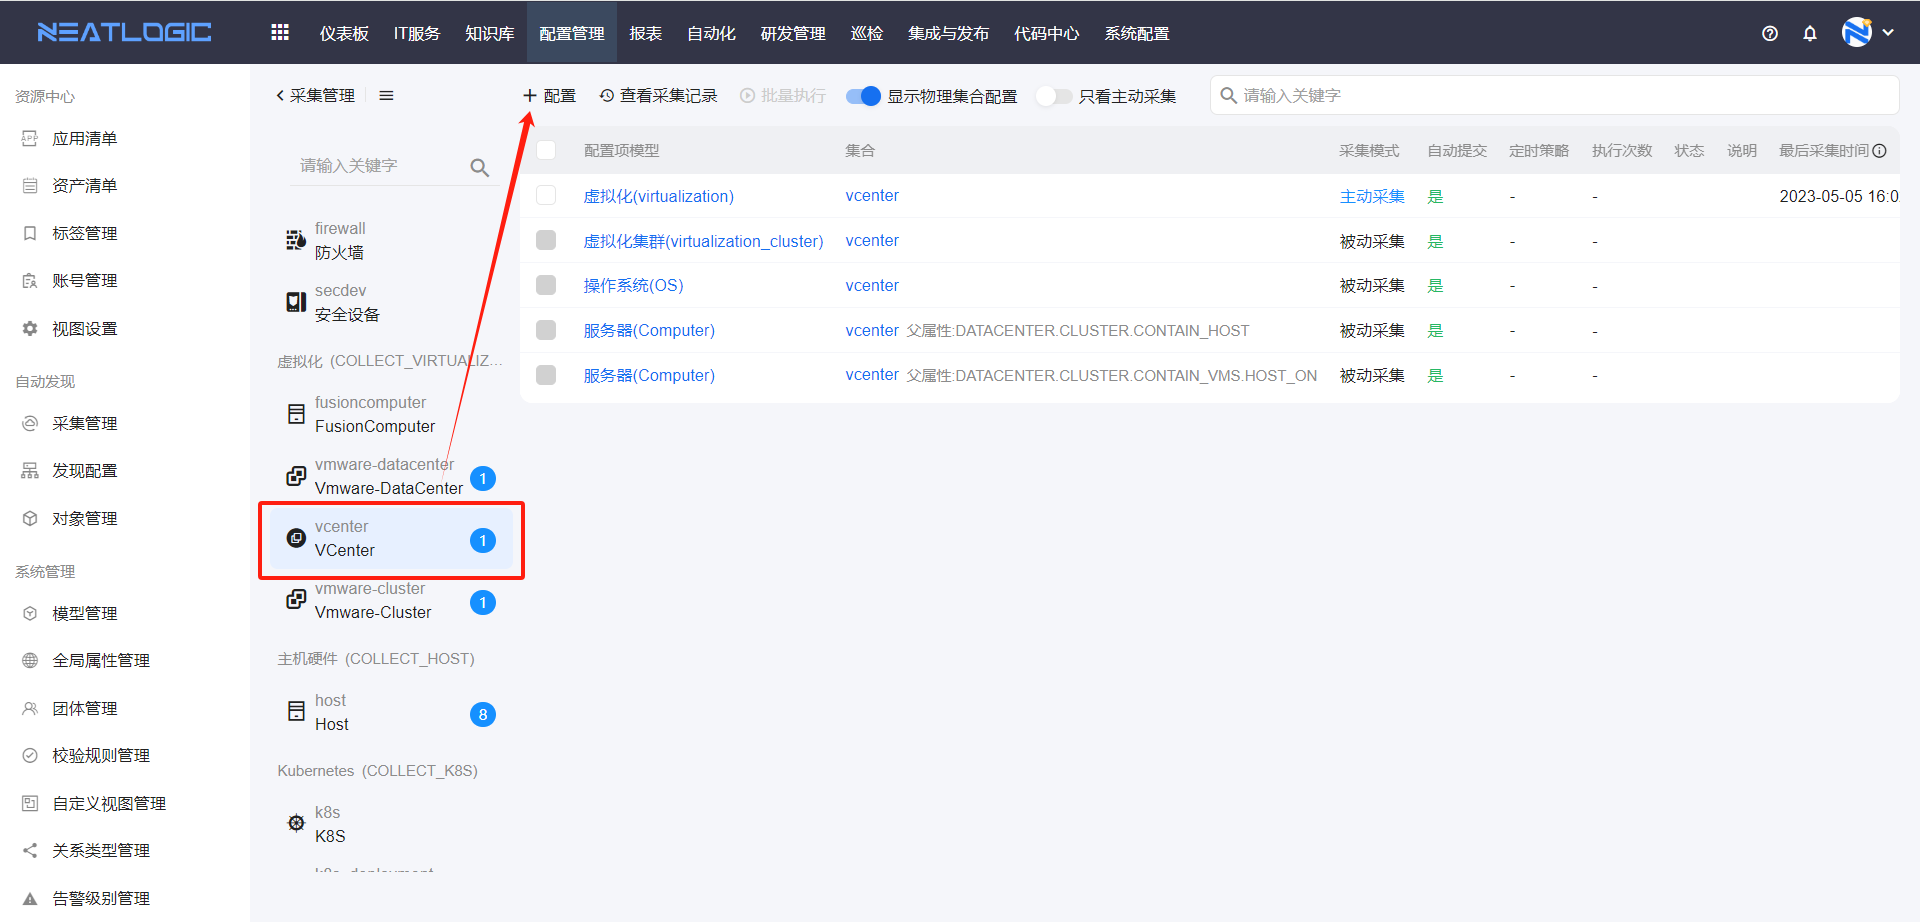 NEATLOGIC
仪表板 IT服务 知识库 配置管理 报表 自动化 研发管理 巡检 集成与发布 代码中心 系统配置
资源中心
应用清单
资产清单
标签管理
账号管理
视图设置
自动发现
采集管理
发现配置
对象管理
系统管理
模型管理
全局属性管理
团体管理
校验规则管理
自定义视图管理
关系类型管理
告警级别管理
采集管理
请输入关键字
firewall
防火墙
secdev
安全设备
虚拟化 (COLLECT_VIRTUALIZ...
fusioncomputer
FusionComputer
vmware-datacenter
Vmware-DataCenter 1
vcenter
VCenter 1
vmware-cluster
Vmware-Cluster 1
主机硬件 (COLLECT_HOST)
host
Host 8
Kubernetes (COLLECT_K8S)
k8s
K8S
k8s_deployment
配置 查看采集记录 批量执行 显示物理集合配置 只看主动采集 请输入关键字
配置项模型 集合 采集模式 自动提交 定时策略 执行次数 状态 说明 最后采集时间
虚拟化(virtualization) vcenter 主动采集 是 - - 2023-05-05 16:0
虚拟化集群(virtualization_cluster) vcenter 被动采集 是 - -
操作系统(OS) vcenter 被动采集 是 - -
服务器(Computer) vcenter 父属性:DATACENTER.CLUSTER.CONTAIN_HOST 被动采集 是 - -
服务器(Computer) vcenter 父属性:DATACENTER.CLUSTER.CONTAIN_VMS.HOST_ON 被动采集 是 - -